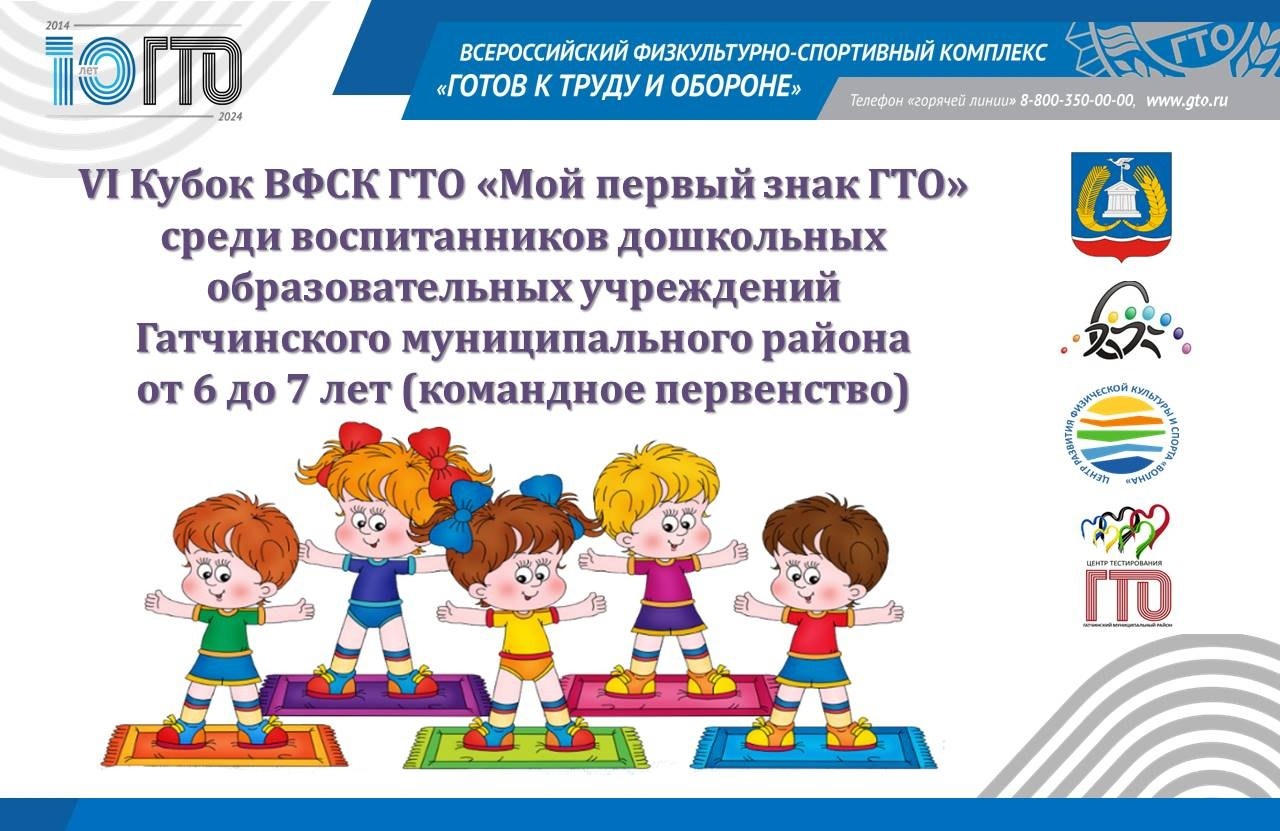 2014
10 ГТО
лет
2024
ВСЕРОССИЙСКИЙ ФИЗКУЛЬТУРНО-СПОРТИВНЫЙ КОМПЛЕКС
«ГОТОВ К ТРУДУ И ОБОРОНЕ»
ГТО
Телефон «горячей линии» 8-800-350-00-00, www.gto.ru
VI Кубок ВФСК ГТО «Мой первый знак ГТО»
среди воспитанников дошкольных
образовательных учреждений
Гатчинского муниципального района
от 6 до 7 лет (командное первенство)
ЦЕНТР РАЗВИТИЯ ФИЗИЧЕСКОЙ КУЛЬТУРЫ И СПОРТА «ВОЛНА»
ЦЕНТР ТЕСТИРОВАНИЯ
ГТО
ГАТЧИНСКИЙ МУНИЦИПАЛЬНЫЙ РАЙОН